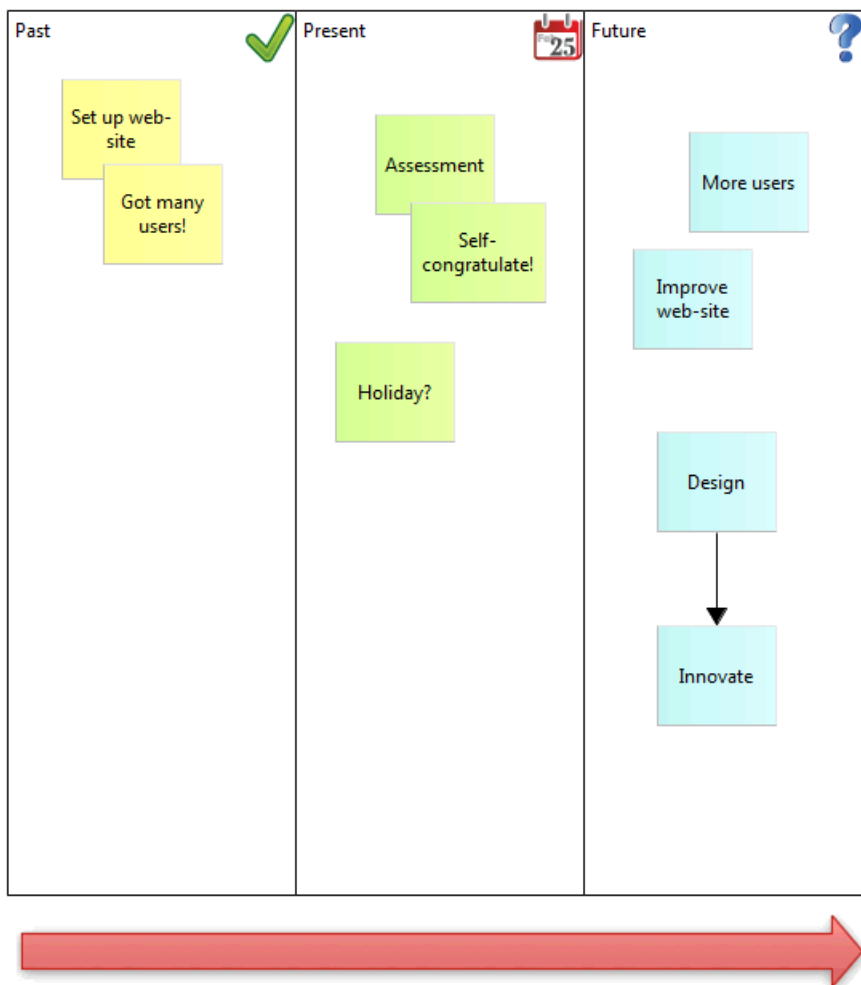 Past
Present
25
Future
Set up web-
site
Got many
users!
Assessment
Self-
congratulate!
Holiday?
More users
Improve
web-site
Design
Innovate